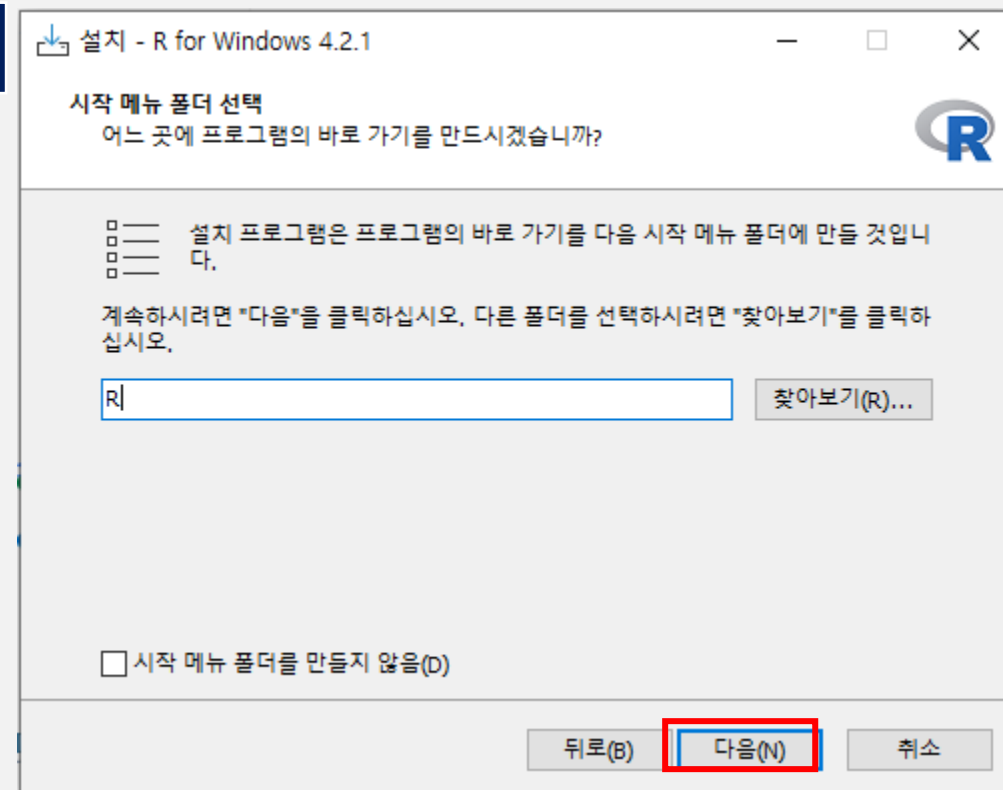 설치 - R for Windows 4.2.1
시작 메뉴 폴더 선택
어느 곳에 프로그램의 바로 가기를 만드시겠습니까?
R
설치 프로그램은 프로그램의 바로 가기를 다음 시작 메뉴 폴더에 만들 것입니
다.
계속하시려면 "다음"을 클릭하십시오. 다른 폴더를 선택하시려면 "찾아보기"를 클릭하
십시오.
R
찾아보기(R)...
시작 메뉴 폴더를 만들지 않음(D)
뒤로(B)
다음(N)
취소